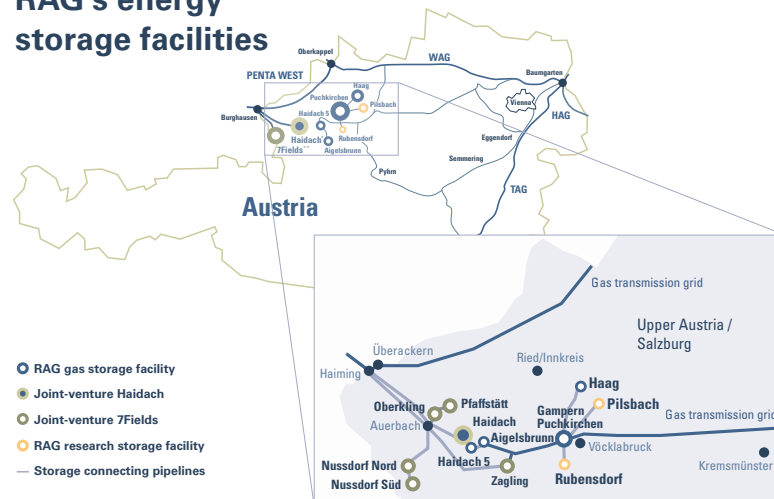 RAG's energy
storage facilities
Oberkappel
WAG
PENTA WEST
Baumgarten
Haag
Puchkirchen
Pilsbach
Vienna
Burghausen
Haidach 5
HAG
Haidach*
Rubensdorf
Eggendorf
7Fields**
Aigelsbrunn
Semmering
Pyhrn
TAG
Austria
Gas transmission grid
Upper Austria /
Salzburg
Überackern
Ried/Innkreis
Haiming
RAG gas storage facility
Joint-venture Haidach
Joint-venture 7Fields
RAG research storage facility
Storage connecting pipelines
Haag
Pfaffstätt
Pilsbach
Oberkling
Gampern
Puchkirchen
Gas transmission grid
Haidach
Auerbach
Aigelsbrunn
Vöcklabruck
Haidach 5
Kremsmünster
Nussdorf Nord
Zagling
Rubensdorf
Nussdorf Süd